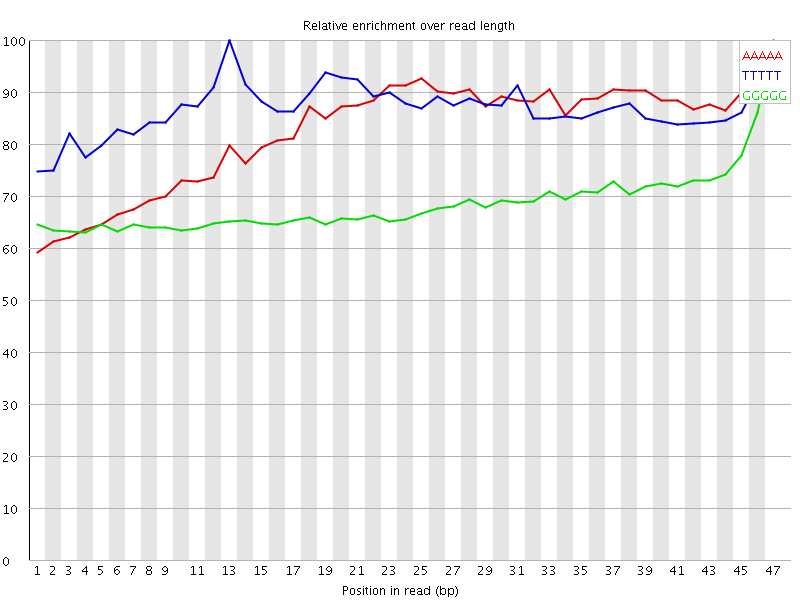 Relative enrichment over read length
100
90
80
70
60
50
40
30
20
10
0
AAAAA
TTTTT
GGGGG
1 2 3 4 5 6 7 8 9 11 13 15 17 19 21 23 25 27 29 31 33 35 37 39 41 43 45 47
Position in read (bp)